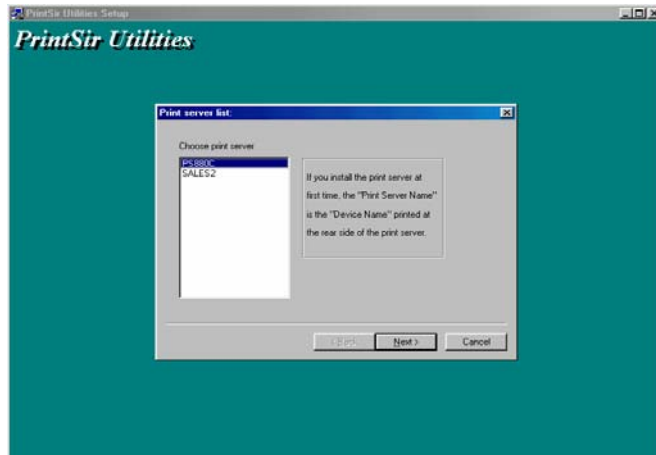 PrintSir Utilities Setup
PrintSir Utilities
Print server list:
Choose print server
PS880C
SALES2
If you install the print server at
first time, the "Print Server Name"
is the "Device Name" printed at
the rear side of the print server.
< Back
Next >
Cancel